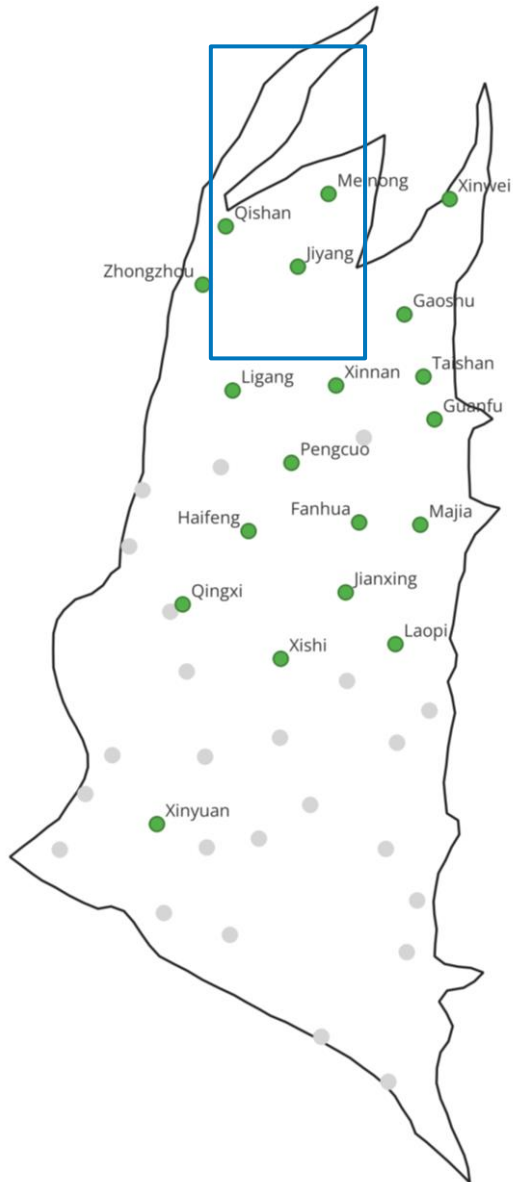 Meinong
Xinwei
Qishan
Jiyang
Zhongzhou
Gaoshu
Taishan
Xinnan
Ligang
Guanfu
Pengcuo
Fanhua
Majia
Haifeng
Jianxing
Qingxi
Laopi
Xishi
Xinyuan